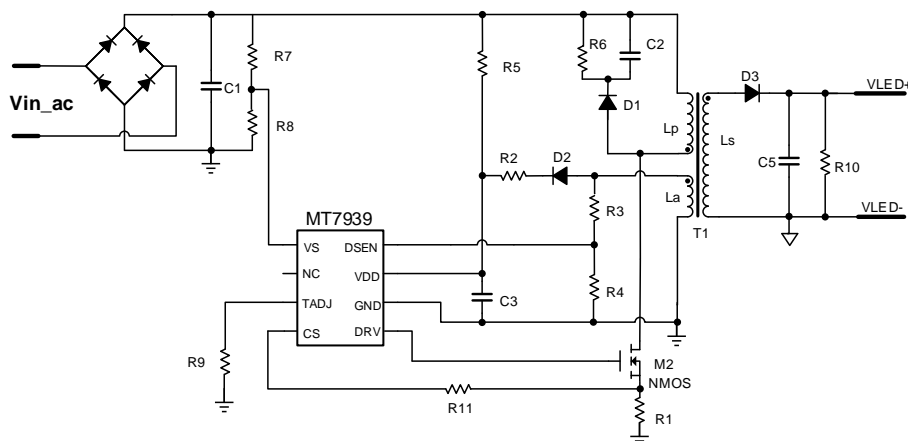 R6
C2
R7
R5
C1
D3
D1
VLED+
Vin_ac
Lp
Ls
R8
C5
R10
R2
D2
La
VLED-
MT7939
R3
T1
VS
DSEN
NC
VDD
R4
TADJ
GND
C3
CS
DRV
R9
M2
NMOS
R11
R1